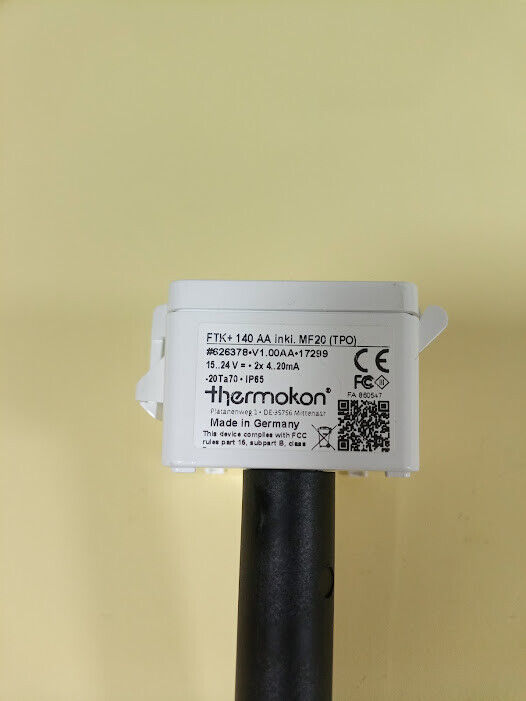 FTK+ 140 AA inkl. MF20 (TPO)
#626378•V1.00AA•17299
15..24 V = • 2x 4..20mA
-20Ta70 • IP65
CE
FC
FA 860547
thermokon®
Platanenweg 1 • DE-35756 Mittenaar
Made in Germany
This device complies with FCC
rules part 15, subpart B, class